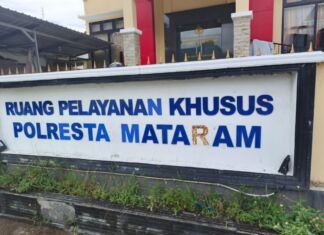 RUANG PELAYANAN KHUSUS
POLRESTA MATARAM